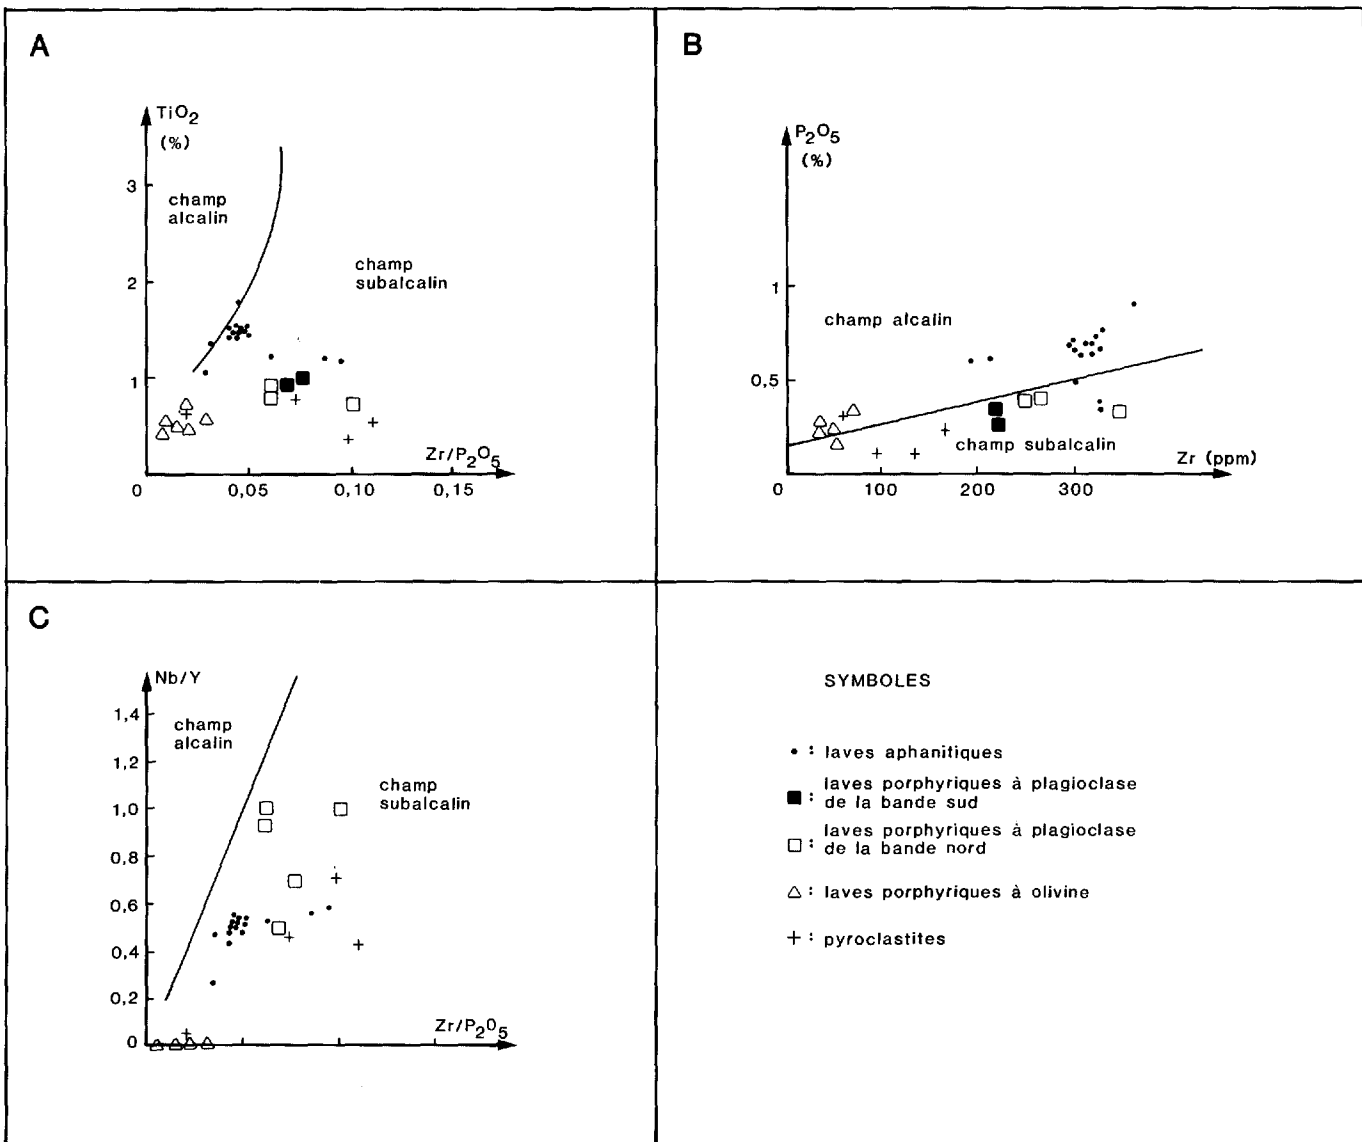 A
TiO2
(%)
3
champ
alcalin
champ
subalcalin
2
1
Zr/P2O5
0
0,05
0,10
0,15
B
P2O5
(%)
1
champ alcalin
0,5
champ subalcalin
Zr (ppm)
0
100
200
300
C
Nb/Y
1,4
champ
alcalin
1,2
champ
subalcalin
1,0
0,8
0,6
0,4
0,2
Zr/P2O5
0
SYMBOLES
: laves aphanitiques
laves porphyriques à plagioclase
: de la bande sud
laves porphyriques à plagioclase
: de la bande nord
: laves porphyriques à olivine
: pyroclastites